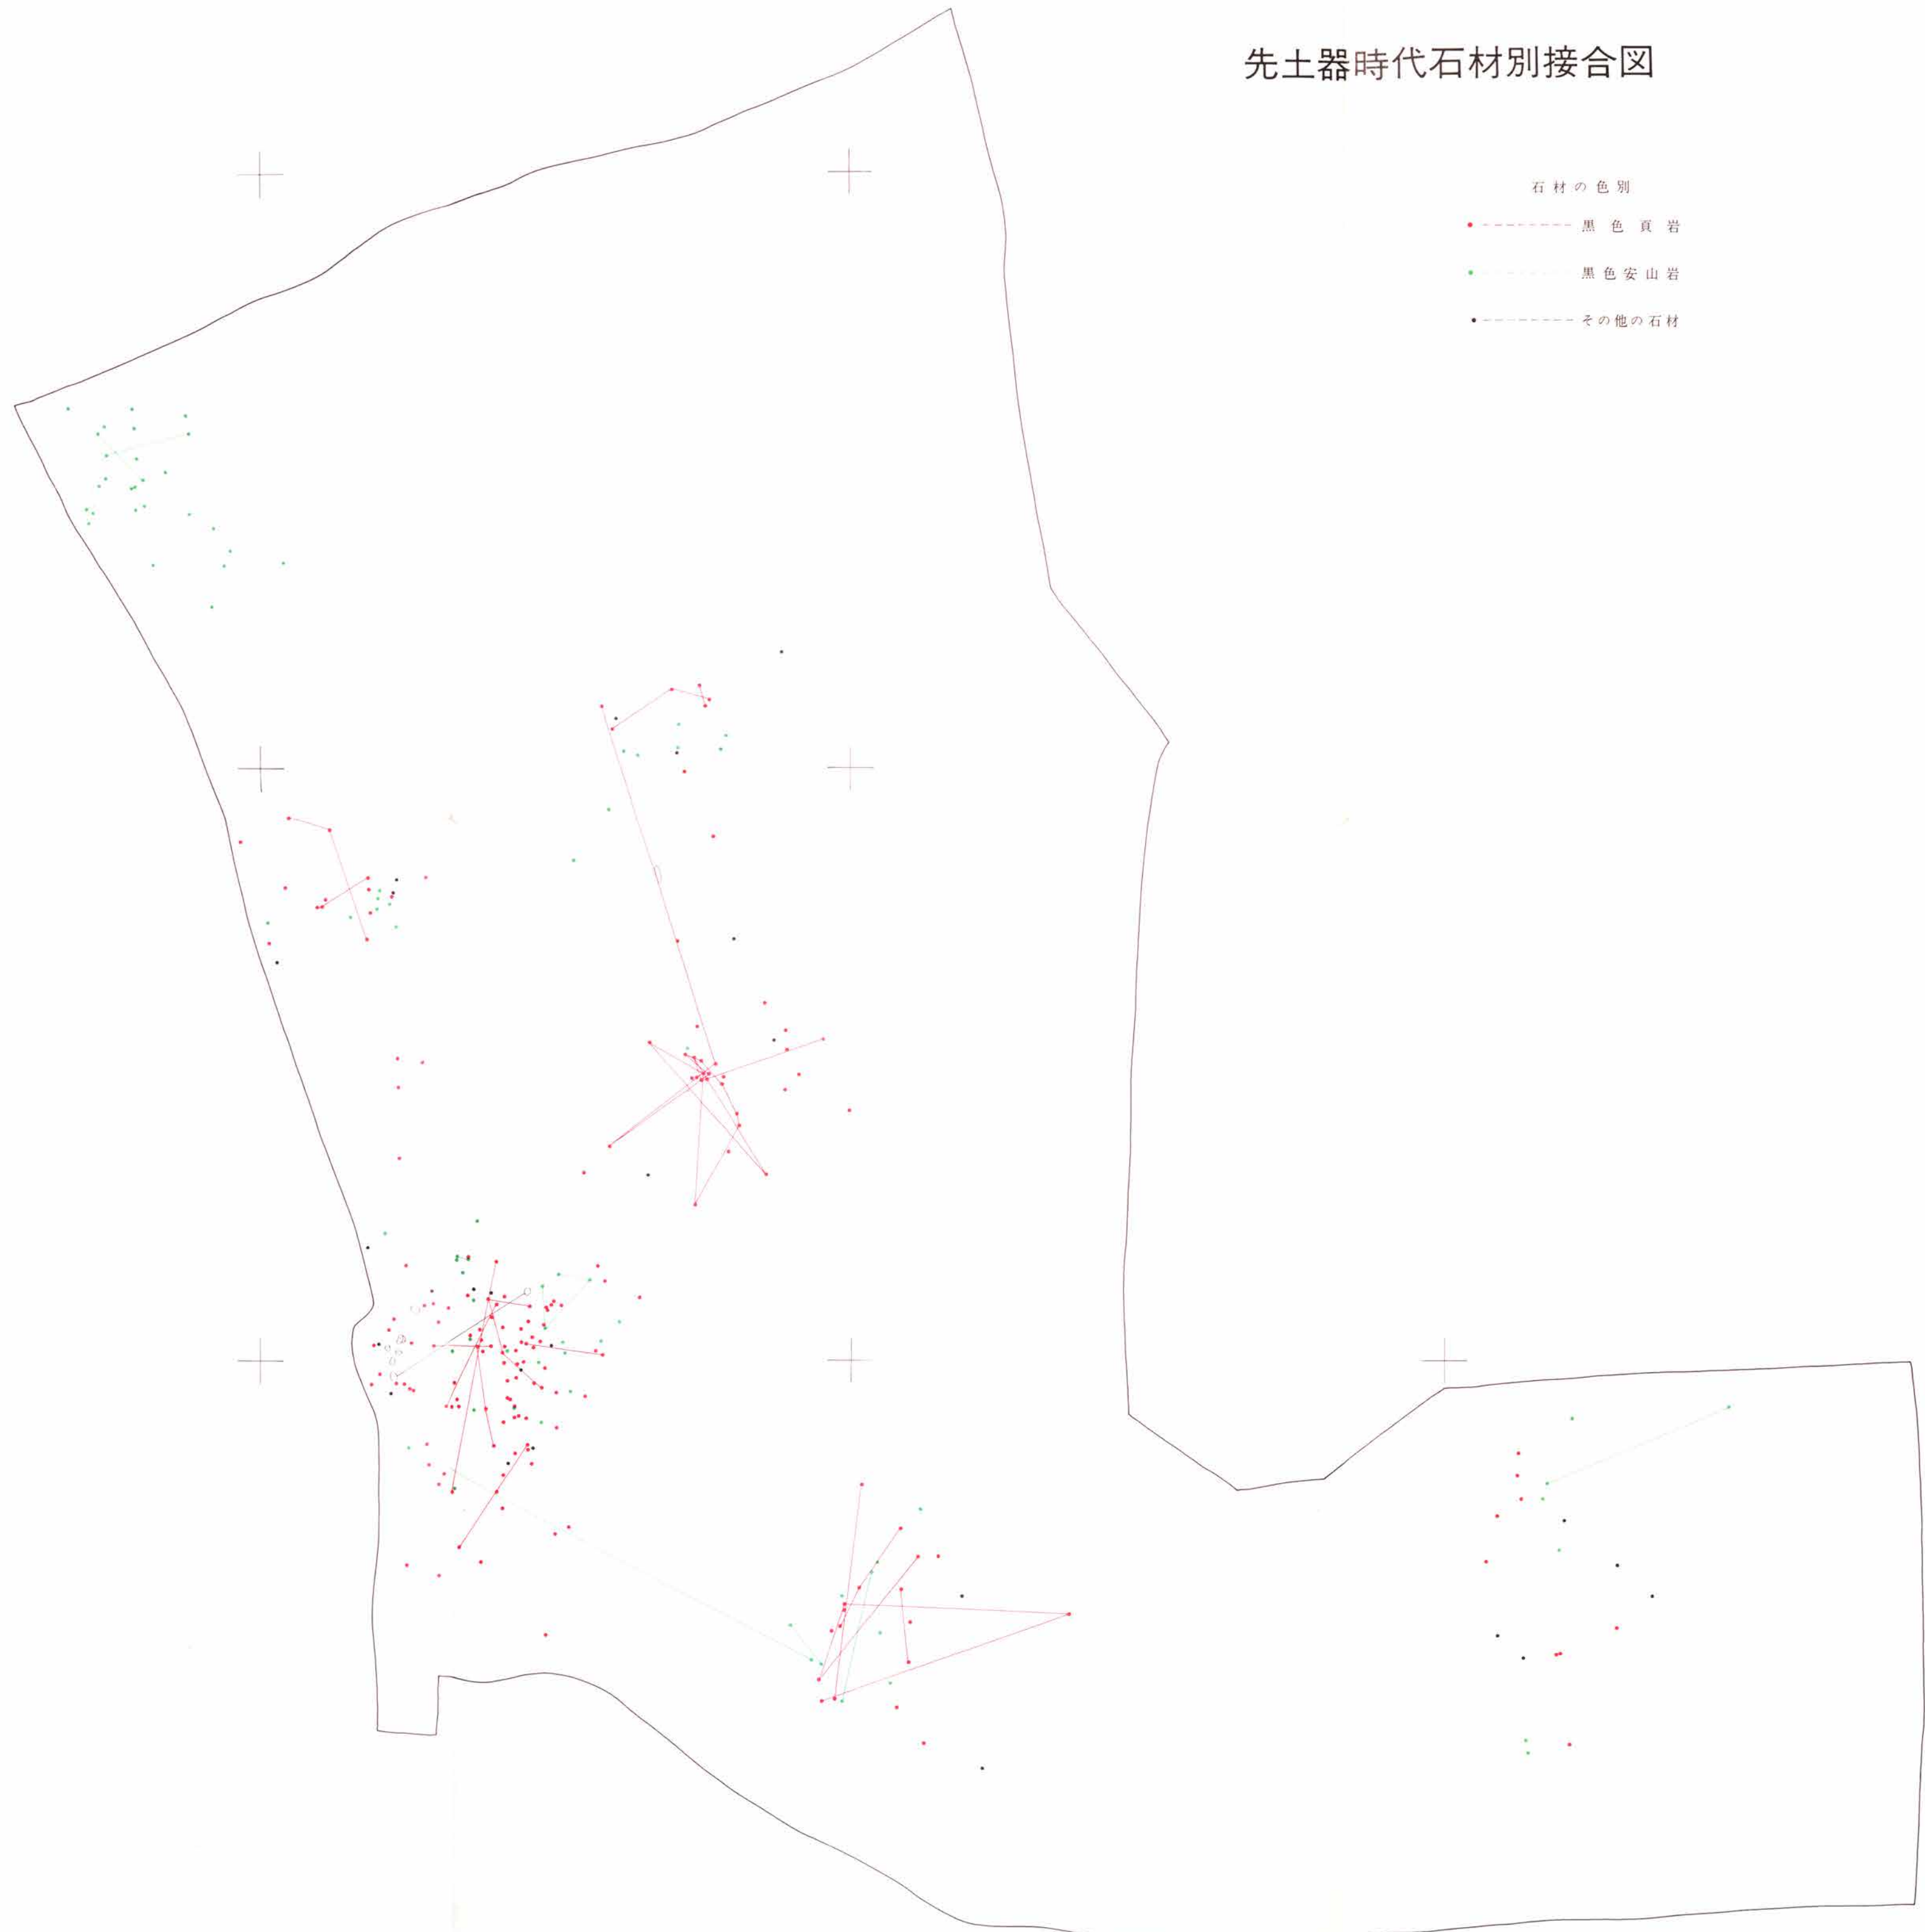 先土器時代石材別接合図
石材の色別
黒色頁岩
黒色安山岩
その他の石材